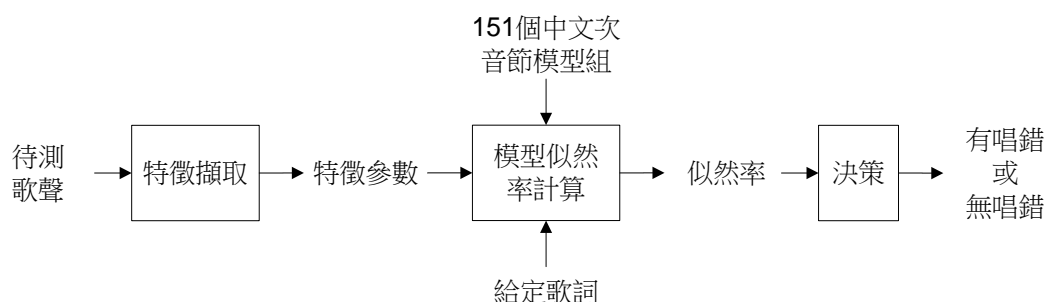 151個中文次
音節模型組
待測
歌聲
特徵擷取
特徵參數
模型似然
率計算
似然率
決策
有唱錯
或
無唱錯
給定歌詞